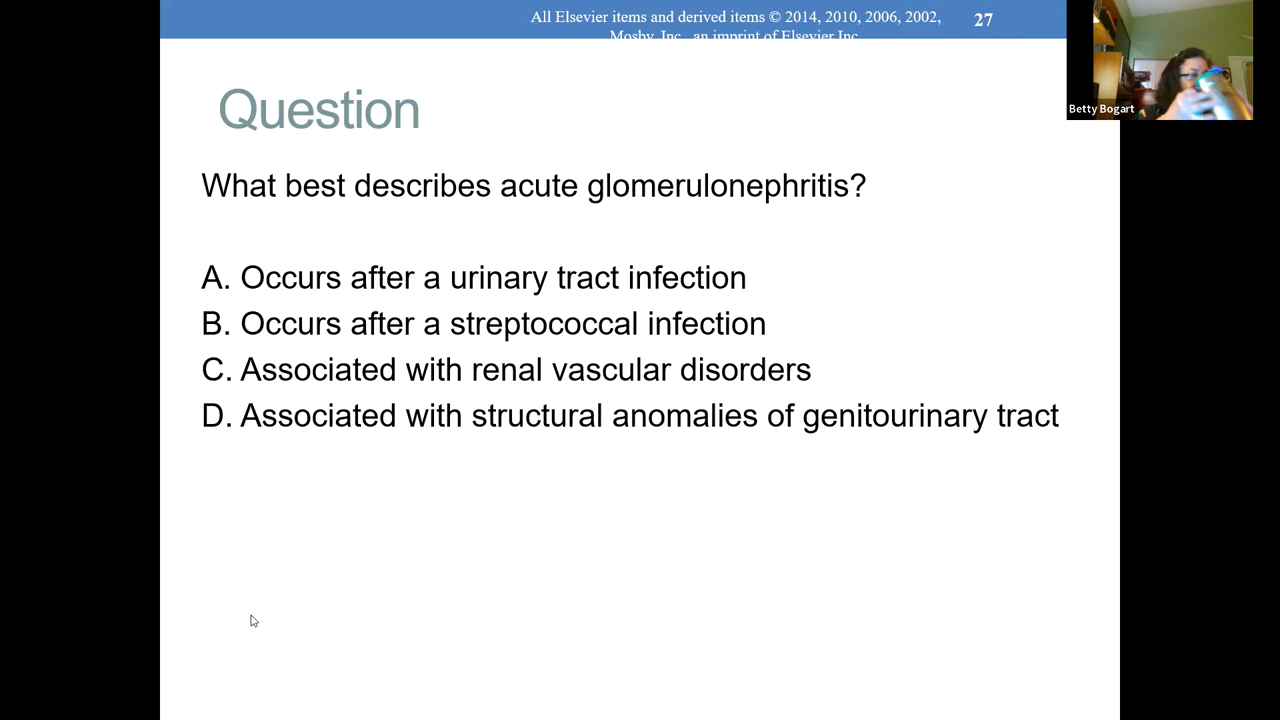 All Elsevier items and derived items © 2014, 2010, 2006, 2002,
Mosby, Inc., an imprint of Elsevier Inc.
27
Betty Bogart
Question
What best describes acute glomerulonephritis?
A. Occurs after a urinary tract infection
B. Occurs after a streptococcal infection
C. Associated with renal vascular disorders
D. Associated with structural anomalies of genitourinary tract